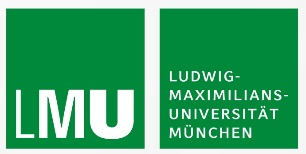 LMU
LUDWIG-
MAXIMILIANS-
UNIVERSITÄT
MÜNCHEN